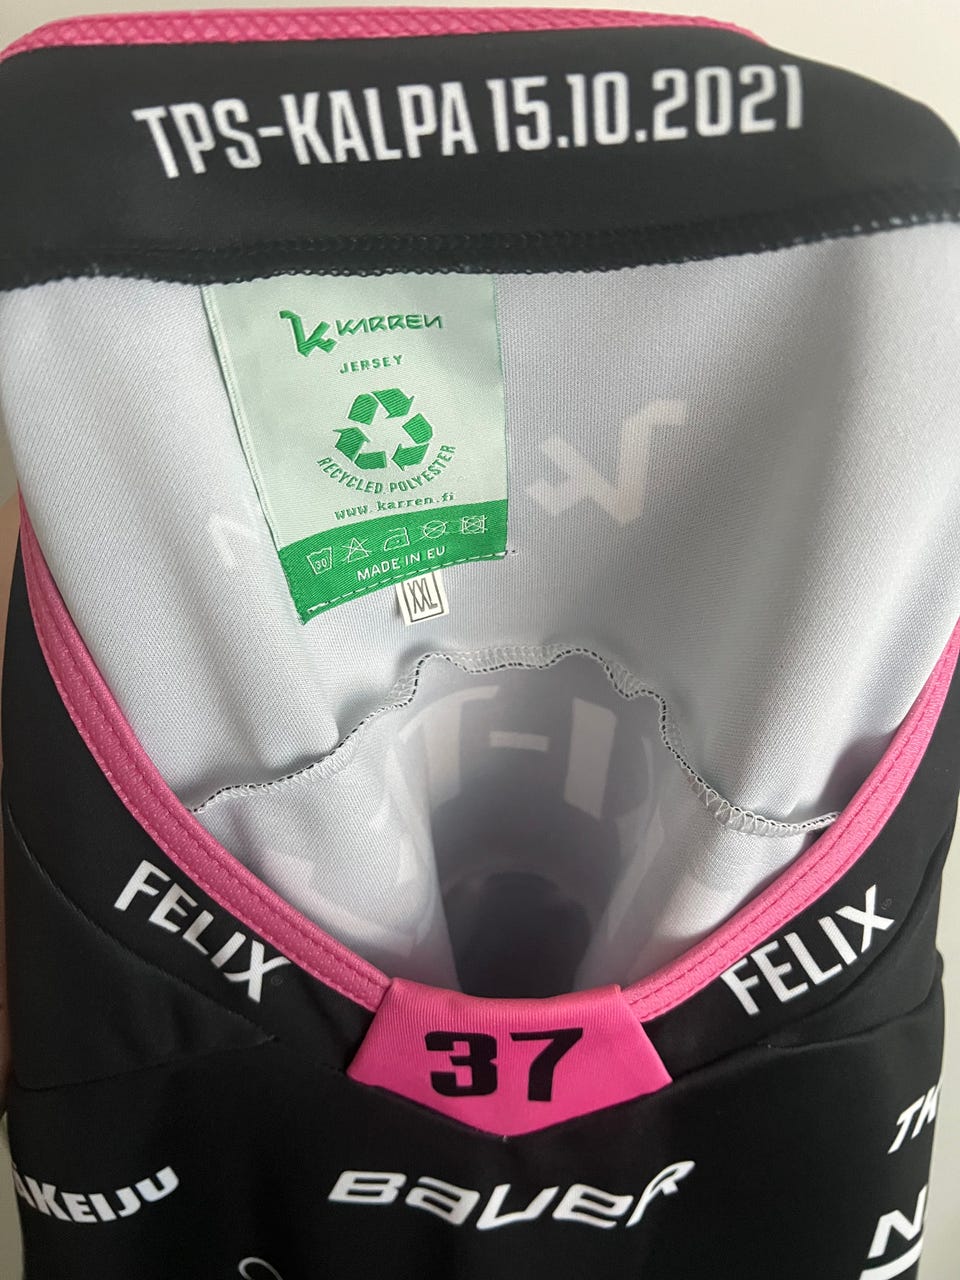 TPS-KALPA 15.10.2021
KARREN
JERSEY
RECYCLED POLYESTER
www.karren.fi
30
MADE IN EU
XXL
FELIX
FELIX
37
BAUER